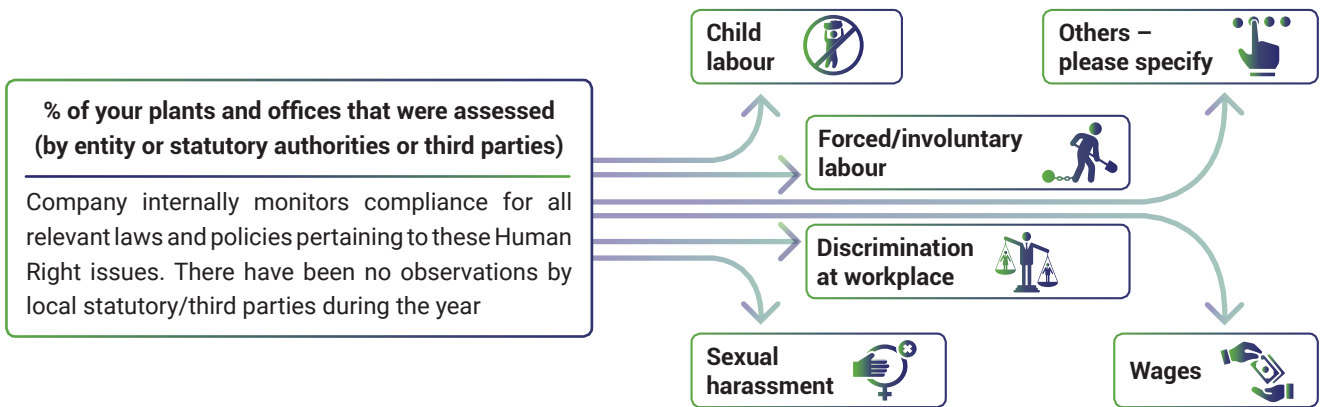 % of your plants and offices that were assessed
(by entity or statutory authorities or third parties)
Company internally monitors compliance for all
relevant laws and policies pertaining to these Human
Right issues. There have been no observations by
local statutory/third parties during the year
Child
labour
Others –
please specify
Forced/involuntary
labour
Discrimination
at workplace
Sexual
harassment
Wages